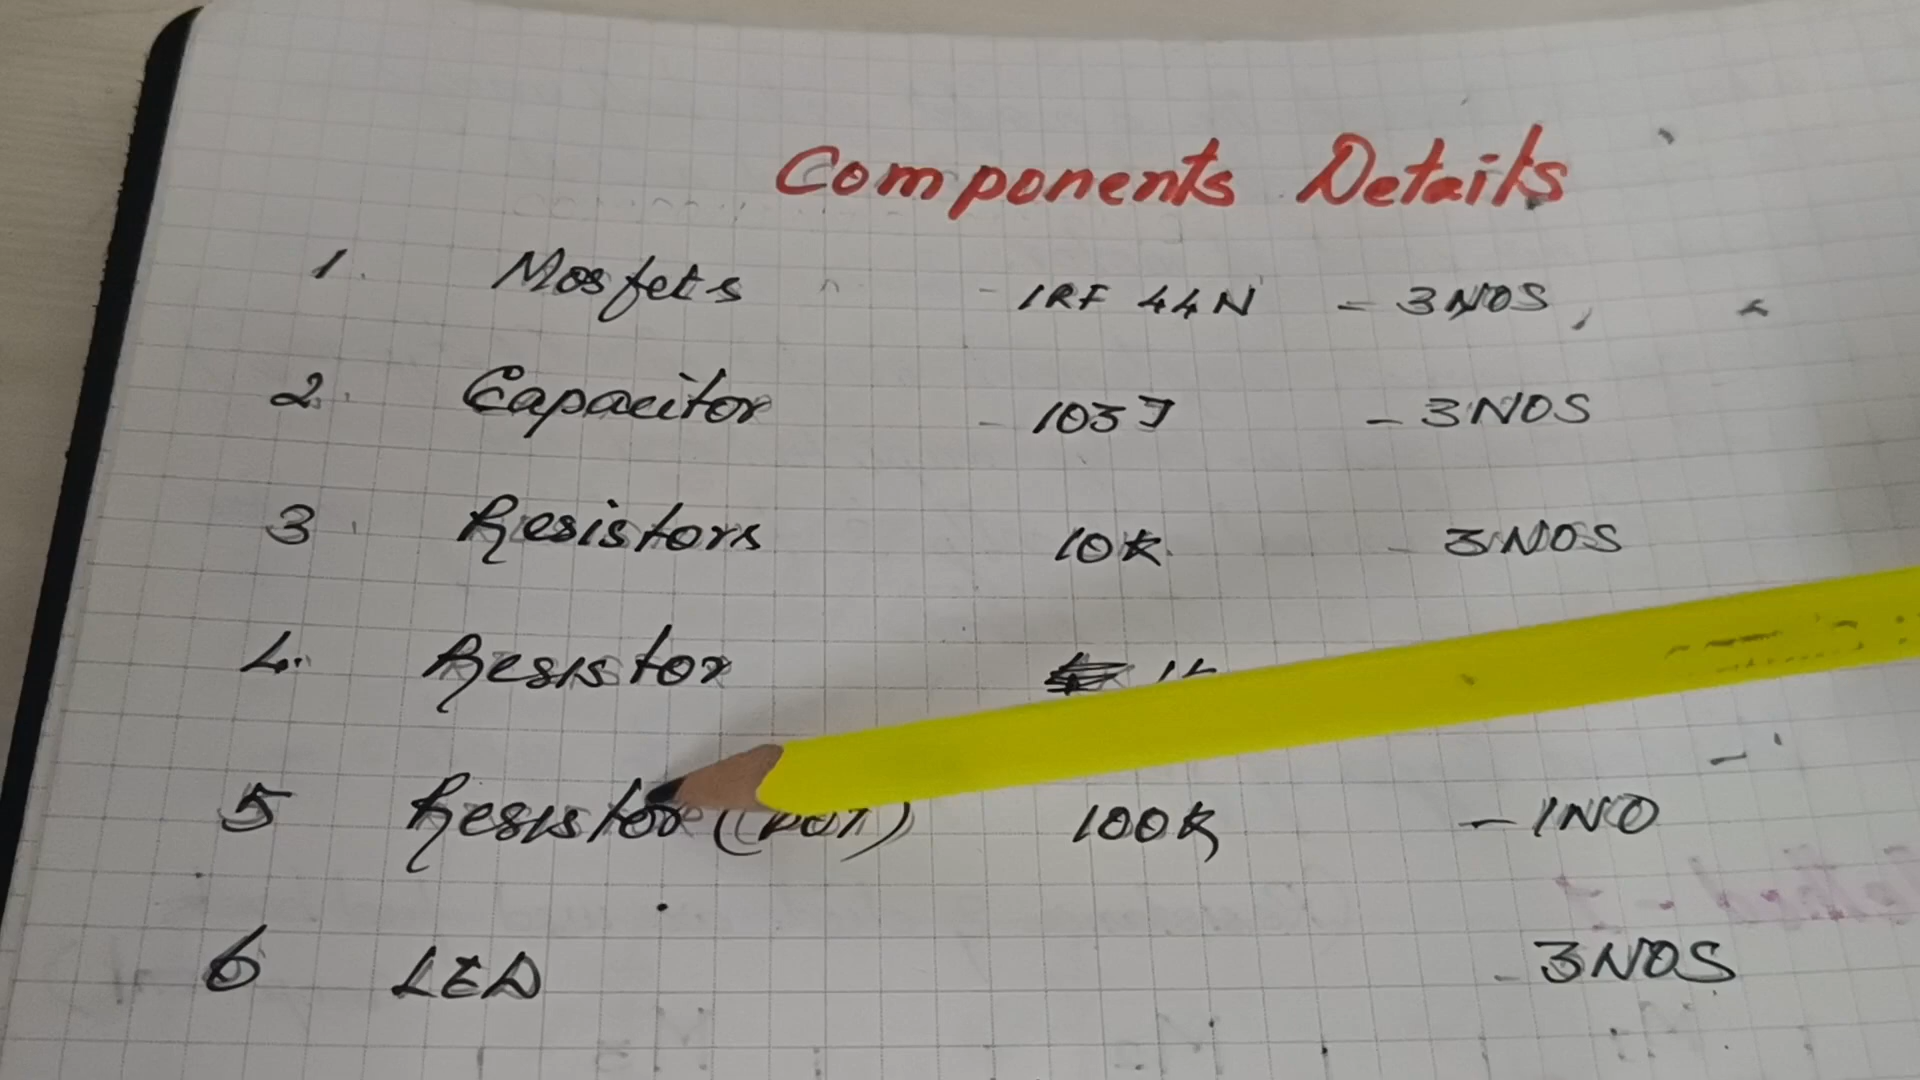 Components Details
1. Mosfets - IRF 44N - 3NOS
2. Capacitor - 103J - 3NOS
3. Resistors 10K - 3NOS
4. Resistor
5 Resistor (POT) 100K - 1NO
6 LED - 3NOS